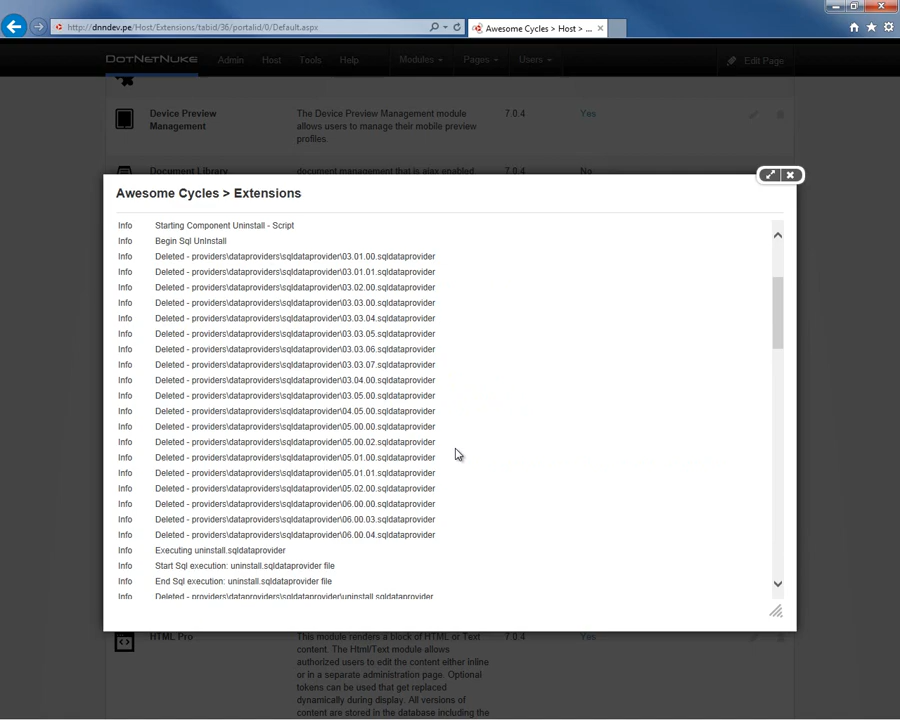 http://dnndev.pe/Host/Extensions/tabid/36/portalid/0/Default.aspx
Awesome Cycles > Host > ...
DOTNETNUKE Admin Host Tools Help Modules Pages Users Edit Page
Device Preview Management
The Device Preview Management module allows users to manage their mobile preview profiles.
7.0.4
Yes
Document Library
document management that is ajax enabled
7.0.4
No
Awesome Cycles > Extensions
Info Starting Component Uninstall - Script
Info Begin Sql UnInstall
Info Deleted - providers\dataproviders\sqldataprovider\03.01.00.sqldataprovider
Info Deleted - providers\dataproviders\sqldataprovider\03.01.01.sqldataprovider
Info Deleted - providers\dataproviders\sqldataprovider\03.02.00.sqldataprovider
Info Deleted - providers\dataproviders\sqldataprovider\03.03.00.sqldataprovider
Info Deleted - providers\dataproviders\sqldataprovider\03.03.04.sqldataprovider
Info Deleted - providers\dataproviders\sqldataprovider\03.03.05.sqldataprovider
Info Deleted - providers\dataproviders\sqldataprovider\03.03.06.sqldataprovider
Info Deleted - providers\dataproviders\sqldataprovider\03.03.07.sqldataprovider
Info Deleted - providers\dataproviders\sqldataprovider\03.04.00.sqldataprovider
Info Deleted - providers\dataproviders\sqldataprovider\03.05.00.sqldataprovider
Info Deleted - providers\dataproviders\sqldataprovider\04.05.00.sqldataprovider
Info Deleted - providers\dataproviders\sqldataprovider\05.00.00.sqldataprovider
Info Deleted - providers\dataproviders\sqldataprovider\05.00.02.sqldataprovider
Info Deleted - providers\dataproviders\sqldataprovider\05.01.00.sqldataprovider
Info Deleted - providers\dataproviders\sqldataprovider\05.01.01.sqldataprovider
Info Deleted - providers\dataproviders\sqldataprovider\05.02.00.sqldataprovider
Info Deleted - providers\dataproviders\sqldataprovider\06.00.00.sqldataprovider
Info Deleted - providers\dataproviders\sqldataprovider\06.00.03.sqldataprovider
Info Deleted - providers\dataproviders\sqldataprovider\06.00.04.sqldataprovider
Info Executing uninstall.sqldataprovider
Info Start Sql execution: uninstall.sqldataprovider file
Info End Sql execution: uninstall.sqldataprovider file
Info Deleted - providers\dataproviders\sqldataprovider\uninstall.sqldataprovider
HTML Pro
This module renders a block of HTML or Text
content. The Html/Text module allows
authorized users to edit the content either inline
or in a separate administration page. Optional
tokens can be used that get replaced
dynamically during display. All versions of
content are stored in the database including the
7.0.4
Yes